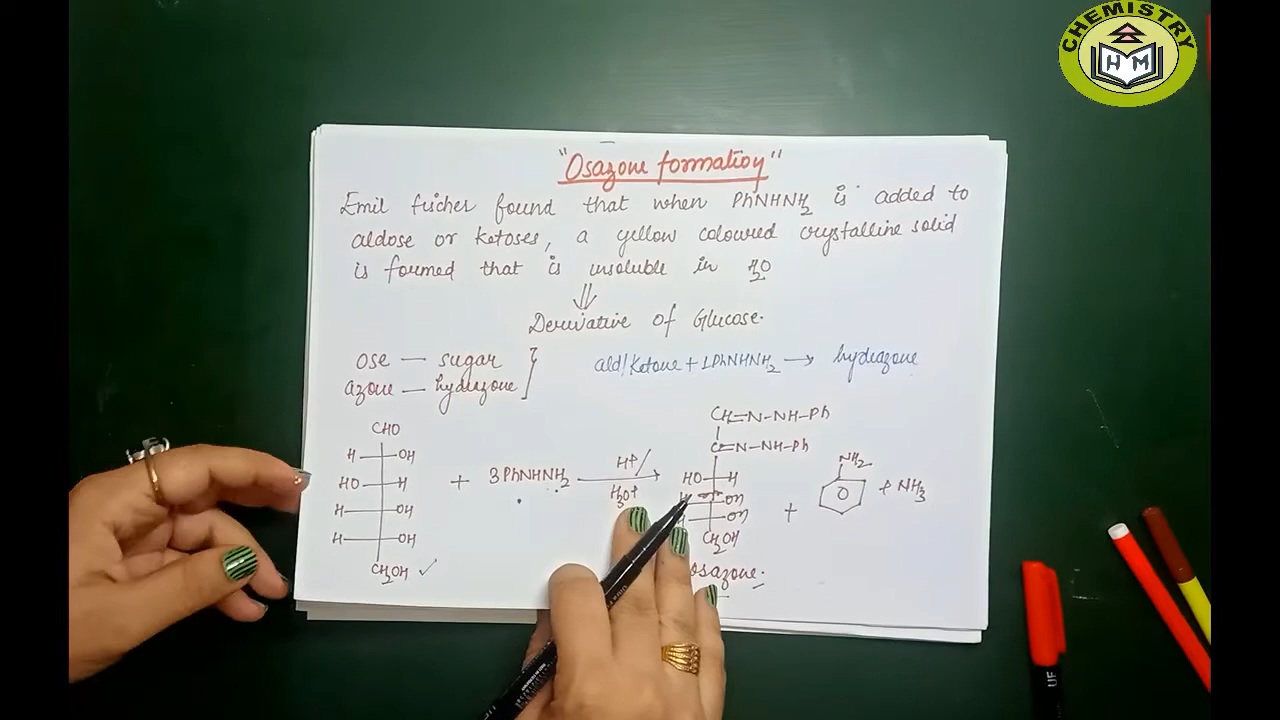 CHEMISTRY
HM
"Osazone formation"
Emil fischer found that when PhNHNH2 is added to
aldose or ketoses, a yellow coloured crystalline solid
is formed that is insoluble in H2O
⇓
Derivative of Glucose.
ose — sugar
azone — hydrazone
ald/Ketone + 1PhNHNH2 → hydrazone
CHO
H OH
HO H
H OH
H OH
CH2OH ✓
+ 3PhNHNH2
H+/
H3O+
CH=N-NH-Ph
C=N-NH-Ph
HO H
H OH
OH
CH2OH
osazone.
+
NH2
+ NH3
UF